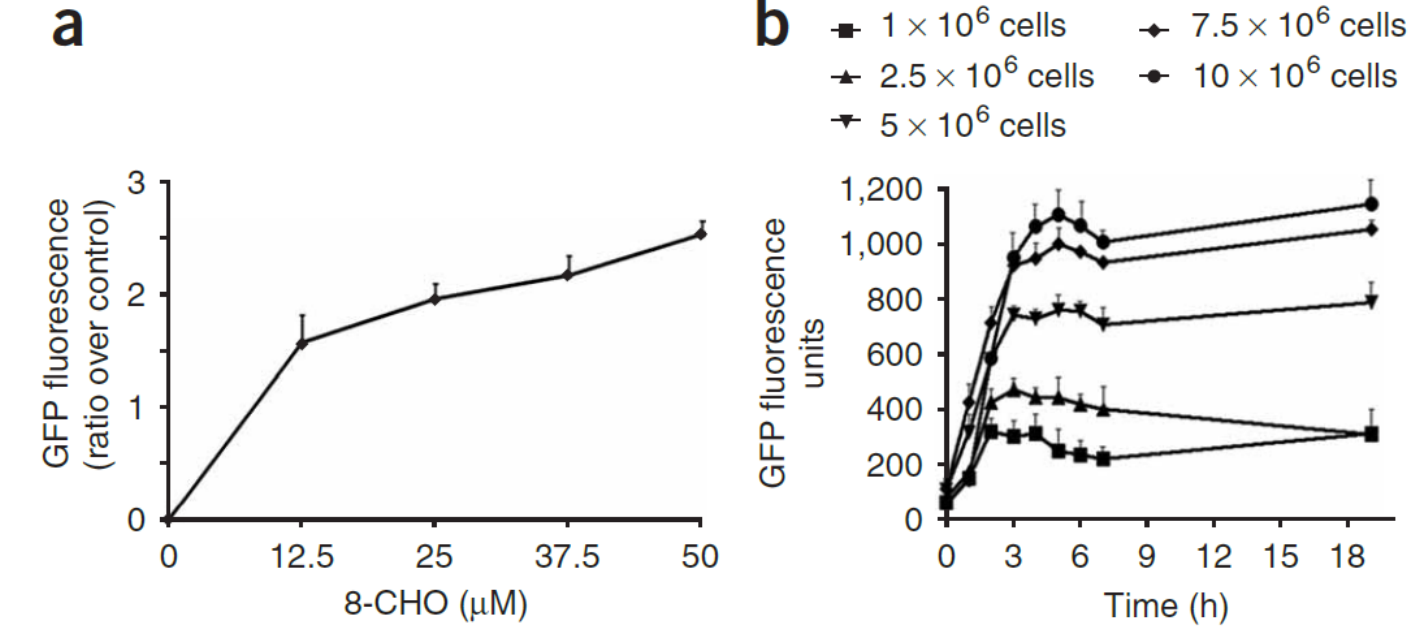 a
GFP fluorescence
(ratio over control)
3
2
1
0
0 12.5 25 37.5 50
8-CHO (μM)
b
1 × 10⁶ cells
2.5 × 10⁶ cells
5 × 10⁶ cells
7.5 × 10⁶ cells
10 × 10⁶ cells
GFP fluorescence
units
1,200
1,000
800
600
400
200
0
0 3 6 9 12 15 18
Time (h)